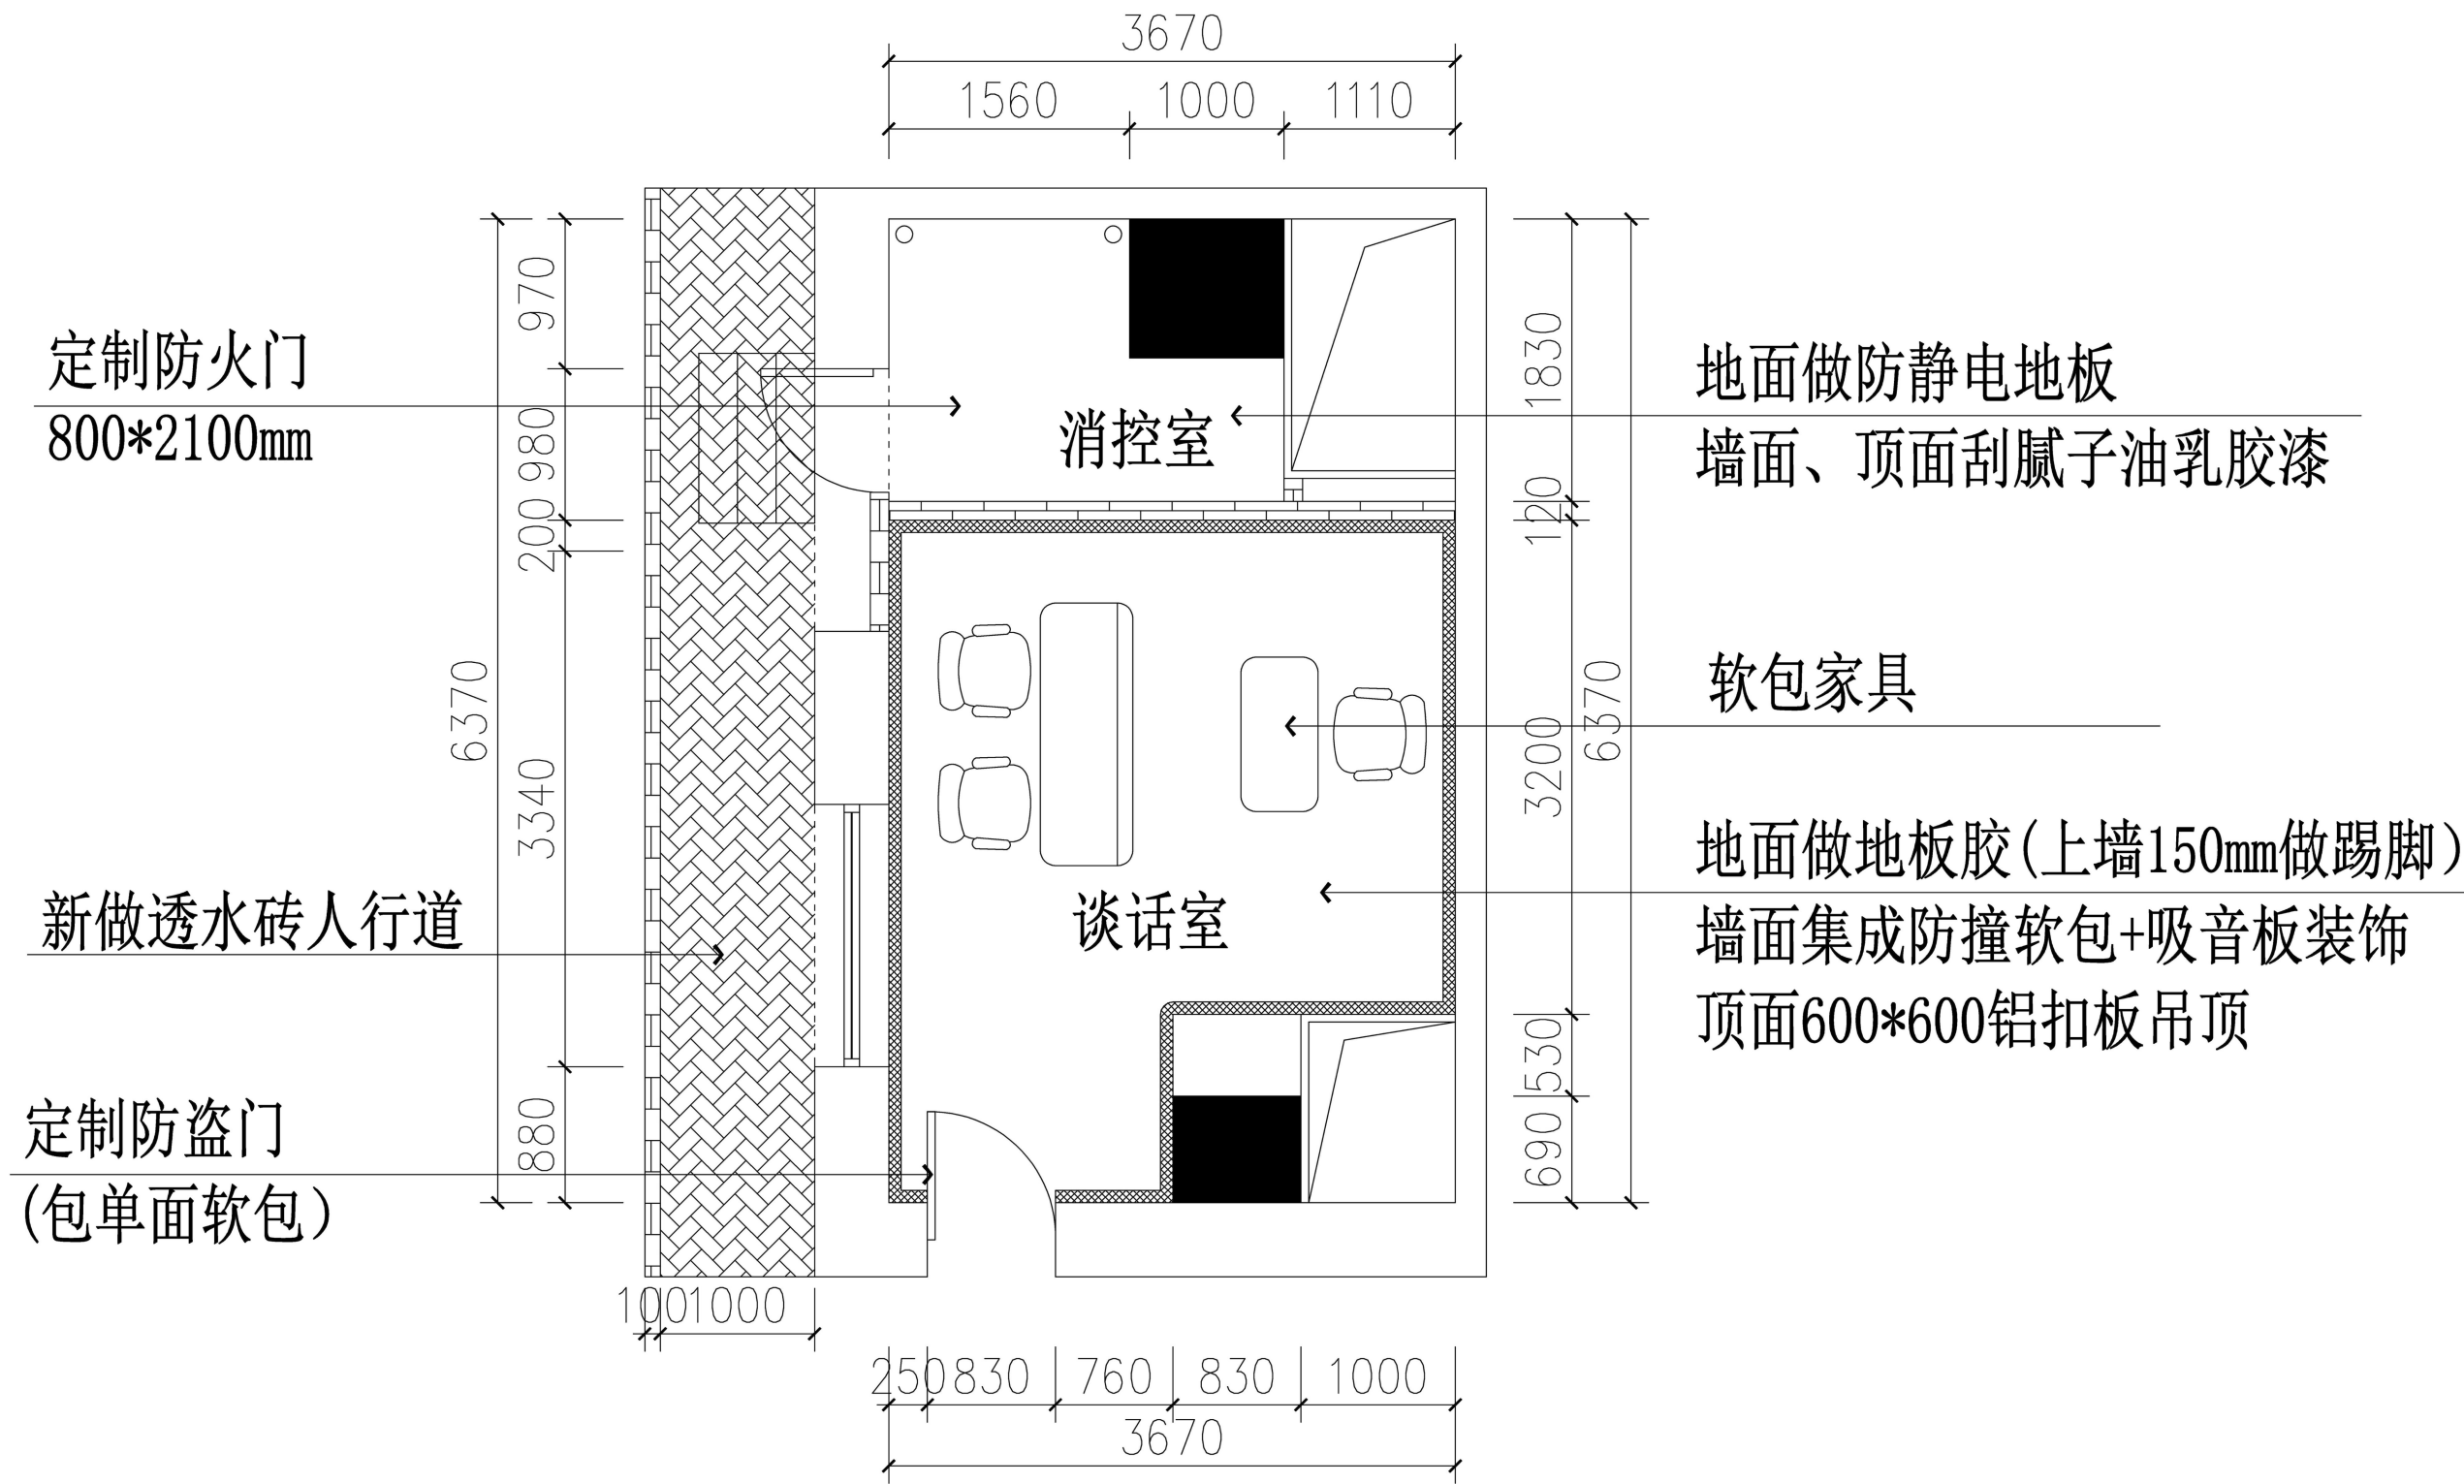 3670
1560
1000
1110
970
980
200
3340
880
6370
1830
120
3200
530
690
6370
定制防火门
800*2100mm
消控室
地面做防静电地板
墙面、顶面刮腻子油乳胶漆
软包家具
谈话室
地面做地板胶(上墙150mm做踢脚)
墙面集成防撞软包+吸音板装饰
顶面600*600铝扣板吊顶
新做透水砖人行道
定制防盗门
(包单面软包)
100
1000
250
830
760
830
1000
3670